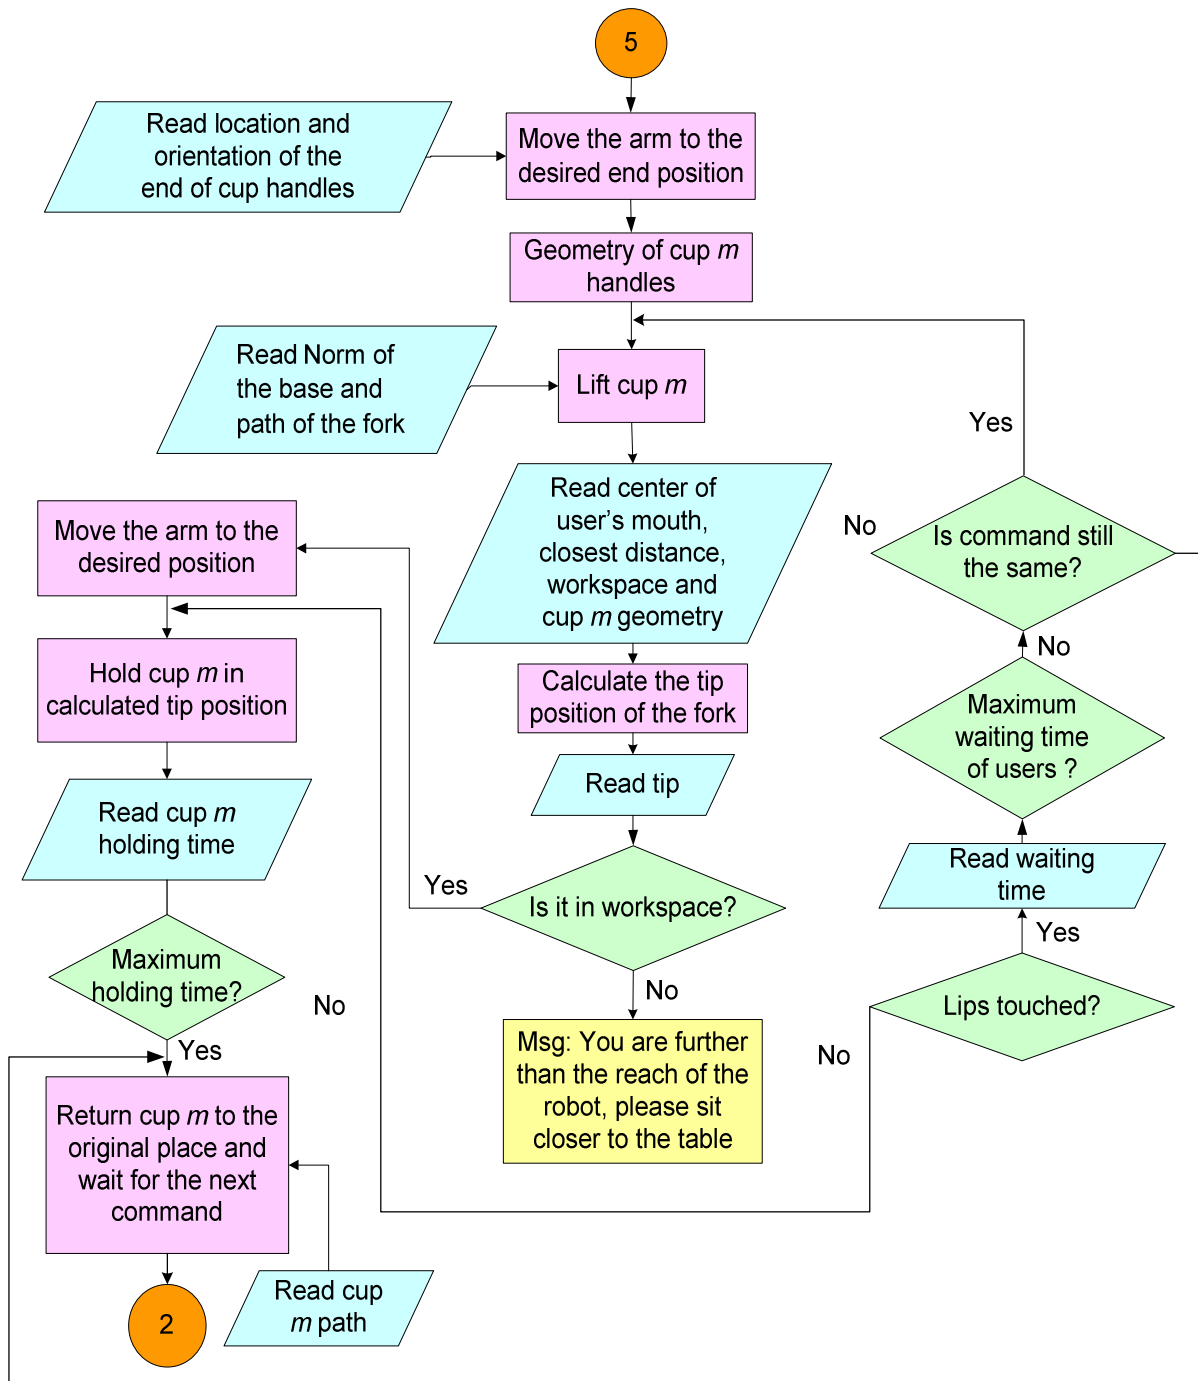 5
Read location and
orientation of the
end of cup handles
Move the arm to the
desired end position
Geometry of cup m
handles
Read Norm of
the base and
path of the fork
Lift cup m
Yes
Read center of
user's mouth,
closest distance,
workspace and
cup m geometry
Move the arm to the
desired position
No
Is command still
the same?
No
Hold cup m in
calculated tip position
Calculate the tip
position of the fork
Maximum
waiting time
of users ?
Read tip
Read cup m
holding time
Read waiting
time
Yes
Is it in workspace?
Yes
Maximum
holding time?
No
No
Lips touched?
No
Yes
Msg: You are further
than the reach of the
robot, please sit
closer to the table
Return cup m to the
original place and
wait for the next
command
Read cup
m path
2